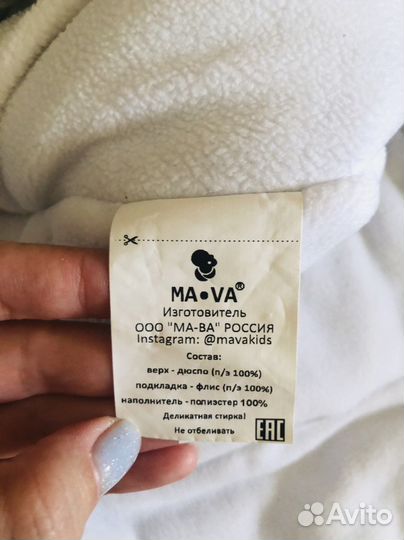 MA•VA®
Изготовитель
ООО "МА-ВА" РОССИЯ
Instagram: @mavakids
Состав:
верх - дюспо (п/э 100%)
подкладка - флис (п/э 100%)
наполнитель - полиэстер 100%
Деликатная стирка!
Не отбеливать
EAC
Avito